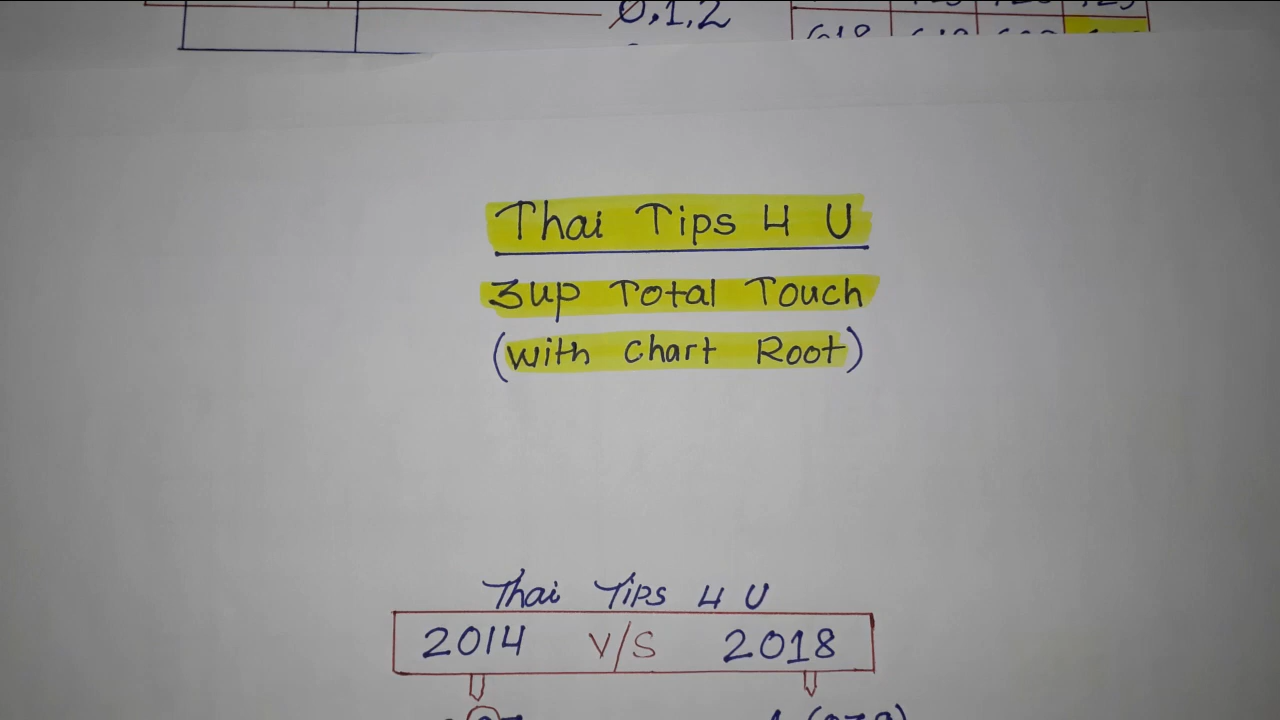 0.1.2
Thai Tips 4 U
3up Total Touch
(with Chart Root)
Thai Tips 4 U
2014 V/S 2018